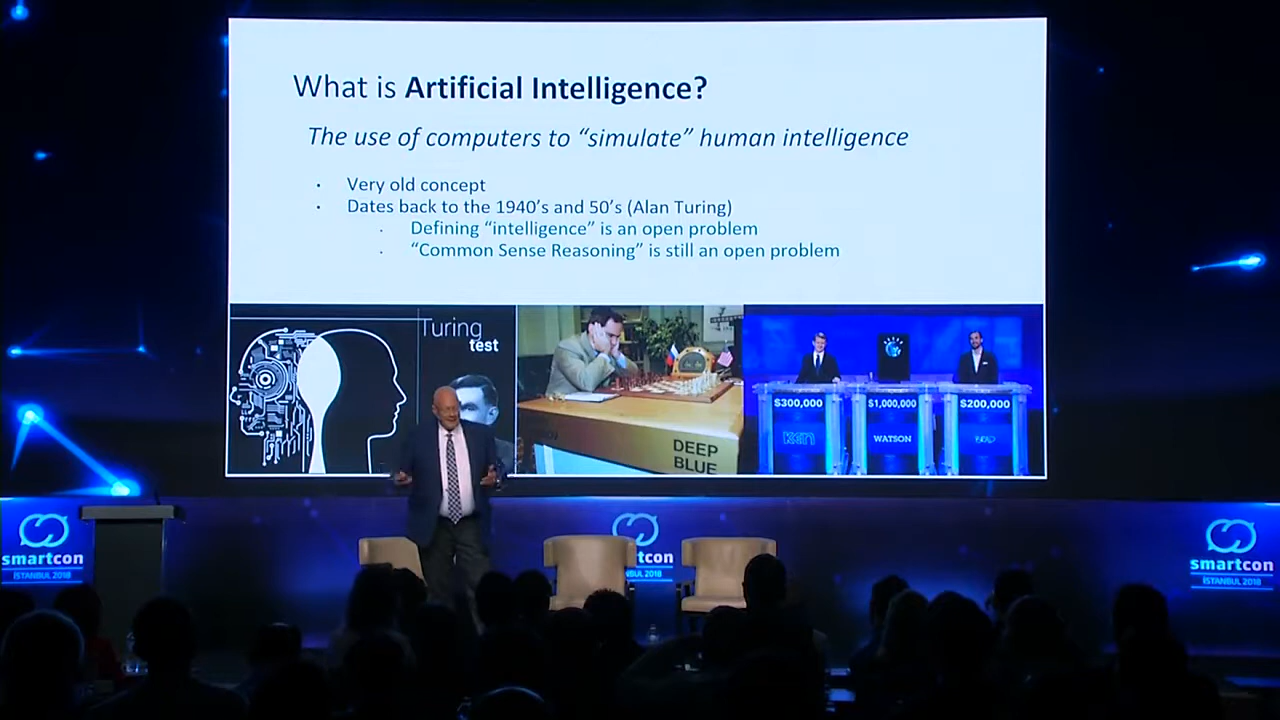 What is Artificial Intelligence?
The use of computers to “simulate” human intelligence
· Very old concept
· Dates back to the 1940’s and 50’s (Alan Turing)
· Defining “intelligence” is an open problem
· “Common Sense Reasoning” is still an open problem
Turing
test
DEEP
BLUE
$300,000
$1,000,000
$200,000
WATSON
smartcon
ISTANBUL 2018
con
BUL 2018
smartcon
ISTANBUL 2018